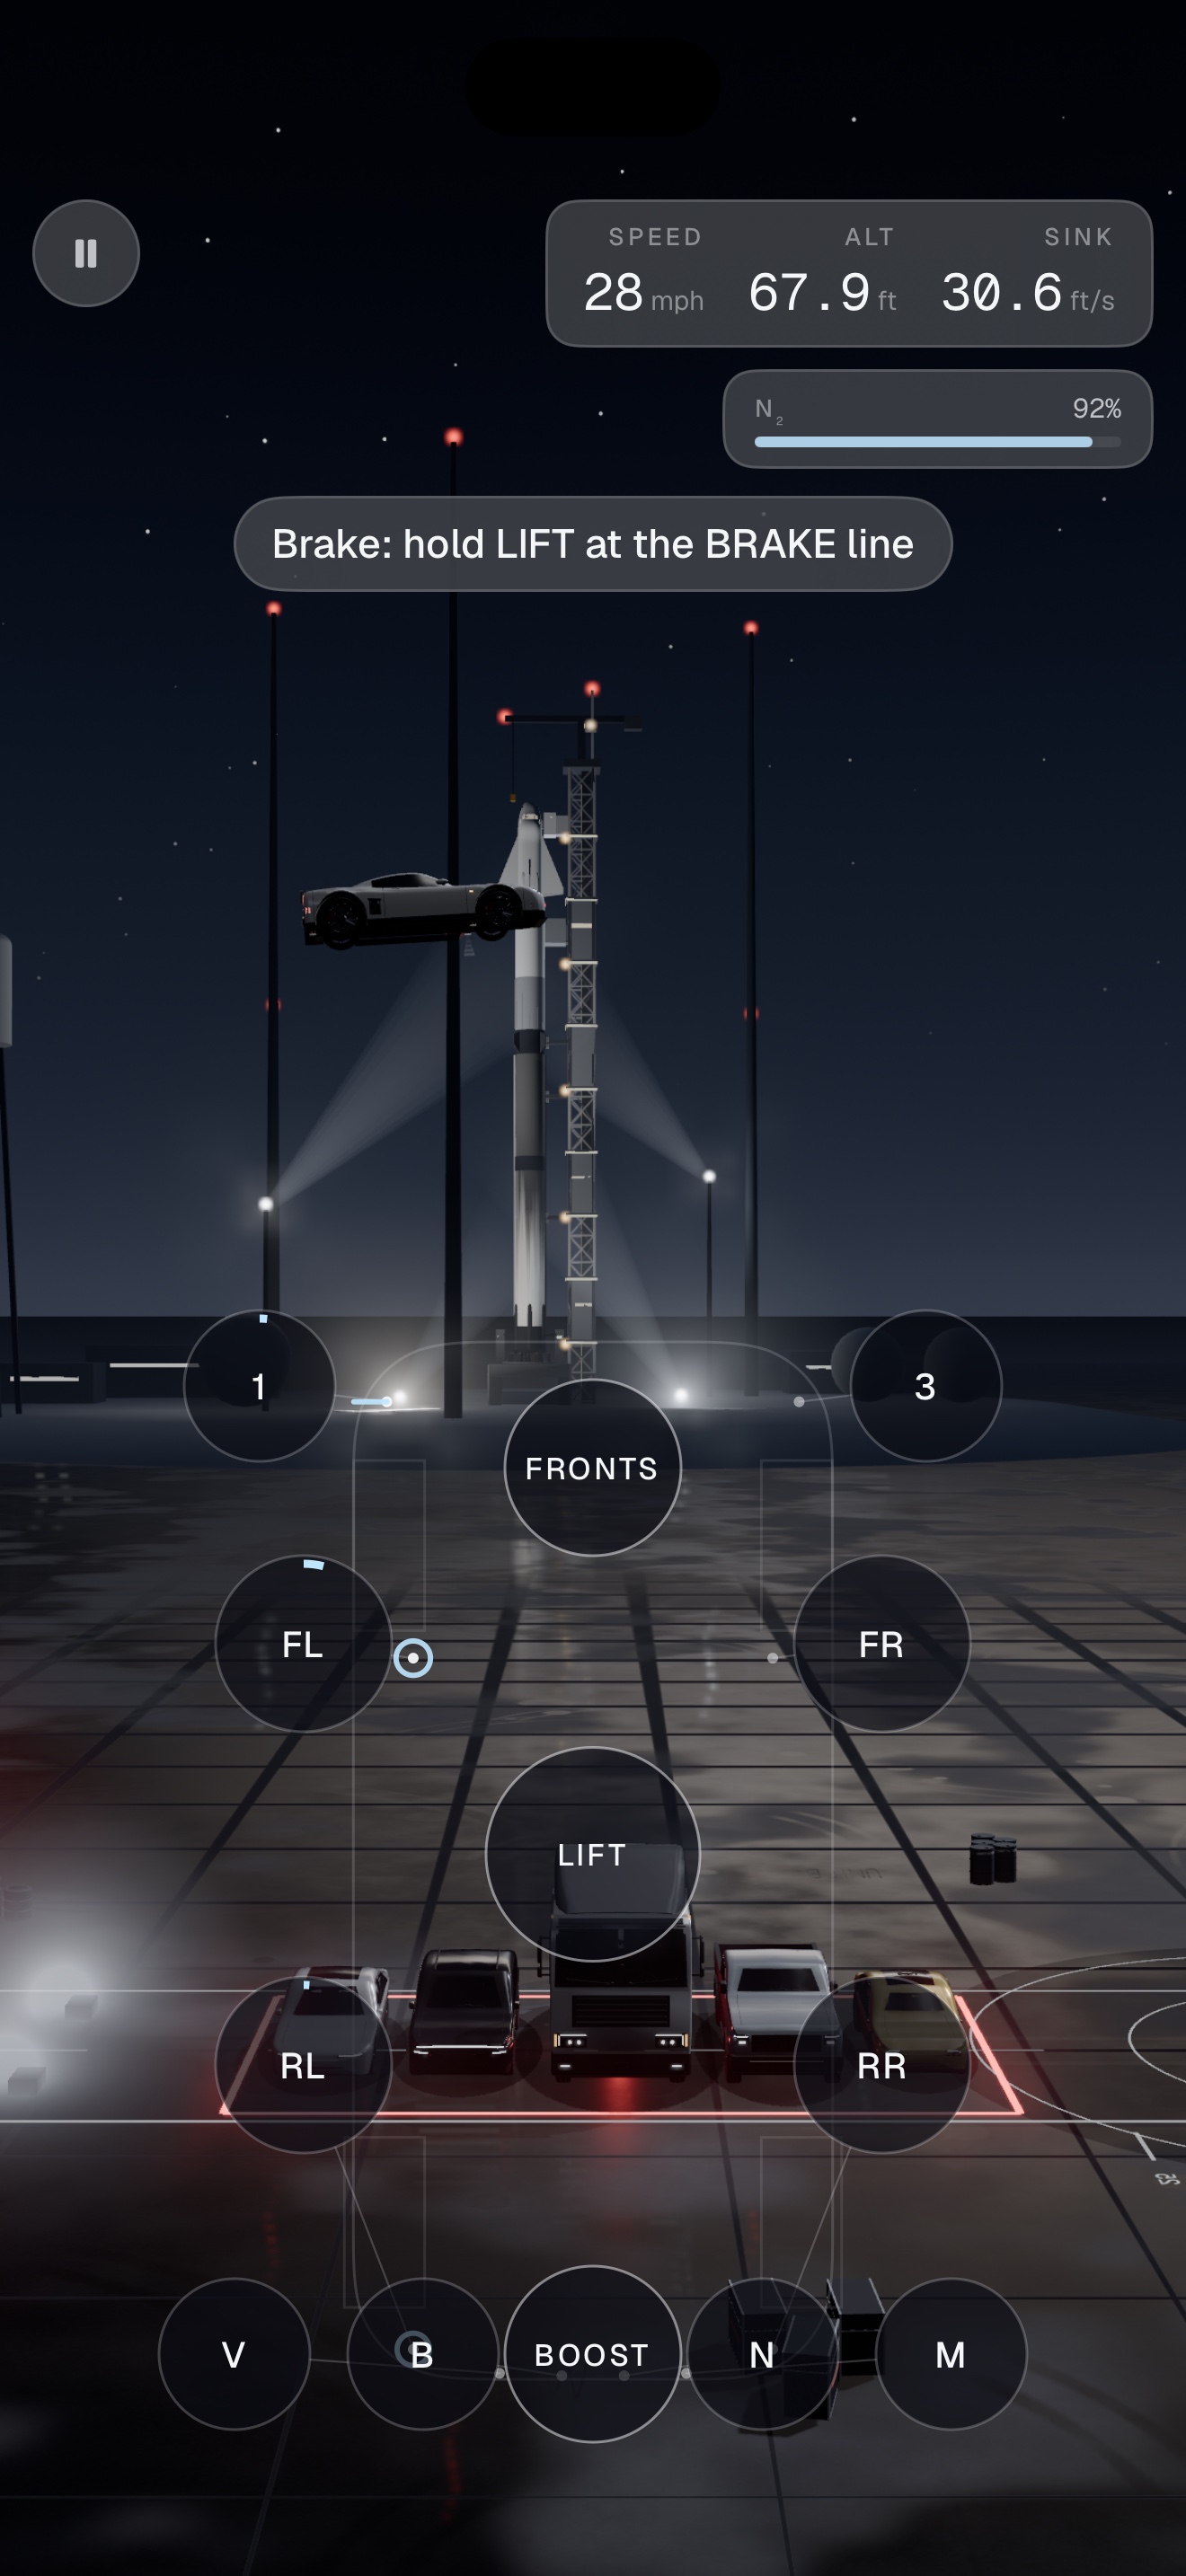 SPEED ALT SINK
28 mph 67.9 ft 30.6 ft/s
N₂ 92%
Brake: hold LIFT at the BRAKE line
1 3
FRONTS
FL FR
LIFT
RL RR
V B BOOST N M